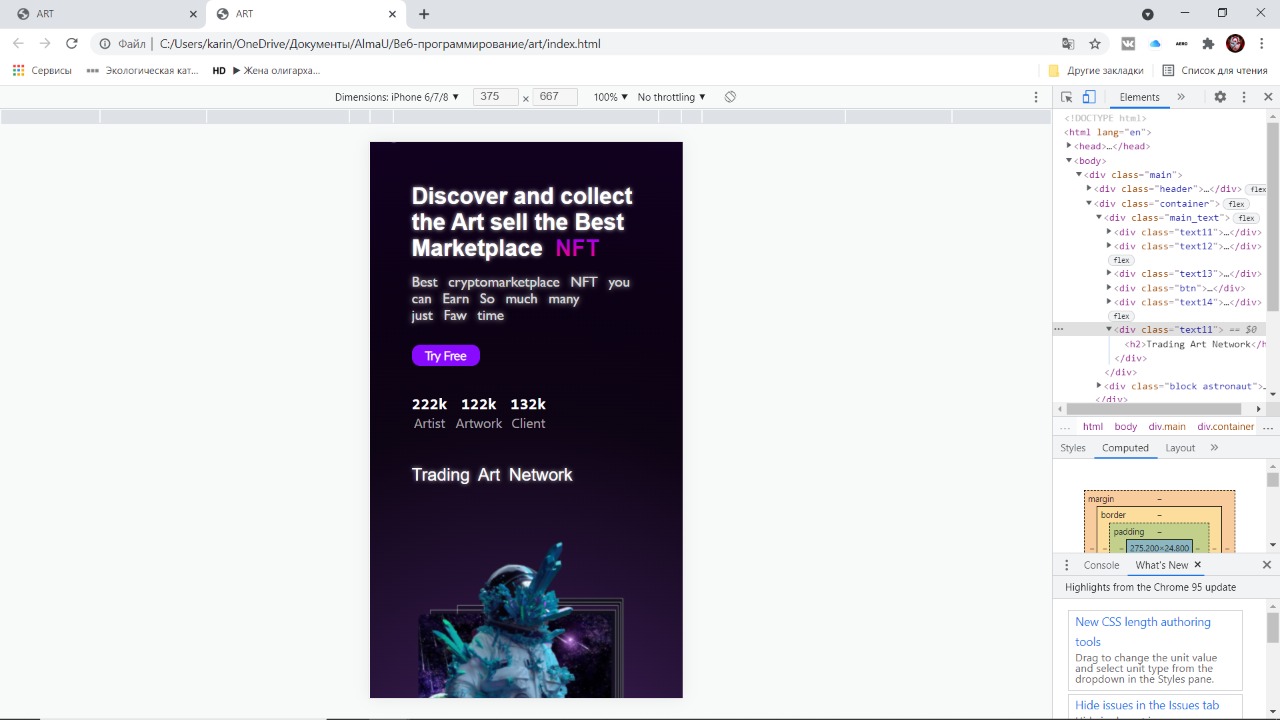 ART
ART
Файл
C:/Users/karin/OneDrive/Документы/AlmaU/Веб-программирование/art/index.html
Сервисы
Экологическая кат...
HD ▶ Жена олигарха...
Другие закладки
Список для чтения
Dimensions: iPhone 6/7/8 ▼
375 x 667
100% ▼
No throttling ▼
Discover and collect
the Art sell the Best
Marketplace NFT
Best cryptomarketplace NFT you
can Earn So much many
just Faw time
Try Free
222k 122k 132k
Artist Artwork Client
Trading Art Network
Elements
<!DOCTYPE html>
<html lang="en">
<head>…</head>
<body>
<div class="main">
<div class="header">…</div> flex
<div class="container"> flex
<div class="main_text"> flex
<div class="text11">…</div>
<div class="text12">…</div>
flex
<div class="text13">…</div>
<div class="btn">…</div>
<div class="text14">…</div>
flex
<div class="text11"> == $0
<h2>Trading Art Network</h
</div>
</div>
<div class="block astronaut">…
</div>
... html body div.main div.container ...
Styles Computed Layout
margin –
border –
padding –
275.200×24.800
Console What's New
Highlights from the Chrome 95 update
New CSS length authoring
tools
Drag to change the unit value
and select unit type from the
dropdown in the Styles pane.
Hide issues in the Issues tab